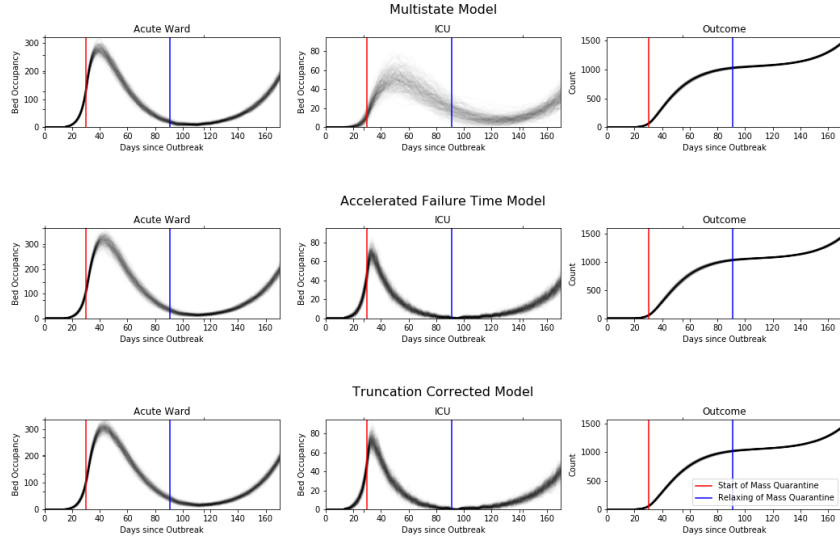 Multistate Model
Acute Ward
ICU
Outcome
Bed Occupancy
300
200
100
0
Bed Occupancy
80
60
40
20
0
Count
1500
1000
500
0
0 20 40 60 80 100 120 140 160
0 20 40 60 80 100 120 140 160
0 20 40 60 80 100 120 140 160
Days since Outbreak
Days since Outbreak
Days since Outbreak
Accelerated Failure Time Model
Acute Ward
ICU
Outcome
Bed Occupancy
300
200
100
0
Bed Occupancy
80
60
40
20
0
Count
1500
1000
500
0
0 20 40 60 80 100 120 140 160
0 20 40 60 80 100 120 140 160
0 20 40 60 80 100 120 140 160
Days since Outbreak
Days since Outbreak
Days since Outbreak
Truncation Corrected Model
Acute Ward
ICU
Outcome
Bed Occupancy
300
200
100
0
Bed Occupancy
80
60
40
20
0
Count
1500
1000
500
0
Start of Mass Quarantine
Relaxing of Mass Quarantine
0 20 40 60 80 100 120 140 160
0 20 40 60 80 100 120 140 160
0 20 40 60 80 100 120 140 160
Days since Outbreak
Days since Outbreak
Days since Outbreak